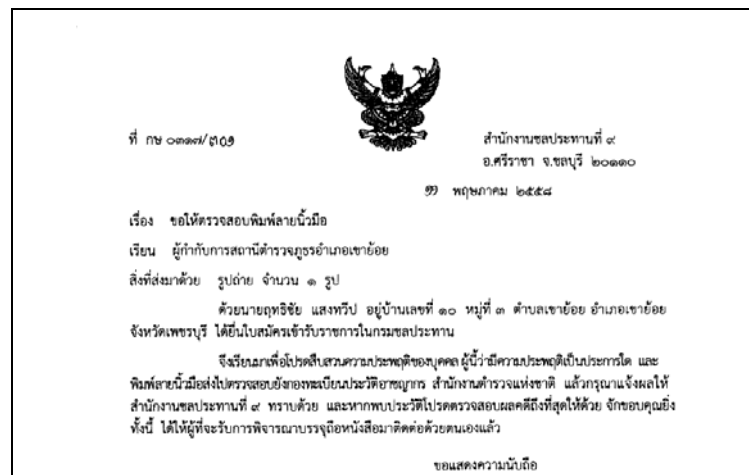 ที่ กษ ๐๓๑๗/๓๐๑ สำนักงานชลประทานที่ ๙
อ.ศรีราชา จ.ชลบุรี ๒๐๑๑๐
พฤษภาคม ๒๕๕๘
เรื่อง ขอให้ตรวจสอบพิมพ์ลายนิ้วมือ
เรียน ผู้กำกับการสถานีตำรวจภูธรอำเภอเขาย้อย
สิ่งที่ส่งมาด้วย รูปถ่าย จำนวน ๑ รูป
ด้วยนายฤทธิชัย แสงทวีป อยู่บ้านเลขที่ ๑๐ หมู่ที่ ๓ ตำบลเขาย้อย อำเภอเขาย้อย
จังหวัดเพชรบุรี ได้ยื่นใบสมัครเข้ารับราชการในกรมชลประทาน
จึงเรียนมาเพื่อโปรดสืบสวนความประพฤติของบุคคล ผู้นี้ว่ามีความประพฤติเป็นประการใด และ
พิมพ์ลายนิ้วมือส่งไปตรวจสอบยังกองทะเบียนประวัติอาชญากร สำนักงานตำรวจแห่งชาติ แล้วกรุณาแจ้งผลให้
สำนักงานชลประทานที่ ๙ ทราบด้วย และหากพบประวัติโปรดตรวจสอบผลคดีถึงที่สุดให้ด้วย จักขอบคุณยิ่ง
ทั้งนี้ ได้ให้ผู้ที่จะรับการพิจารณาบรรจุถือหนังสือมาติดต่อด้วยตนเองแล้ว
ขอแสดงความนับถือ